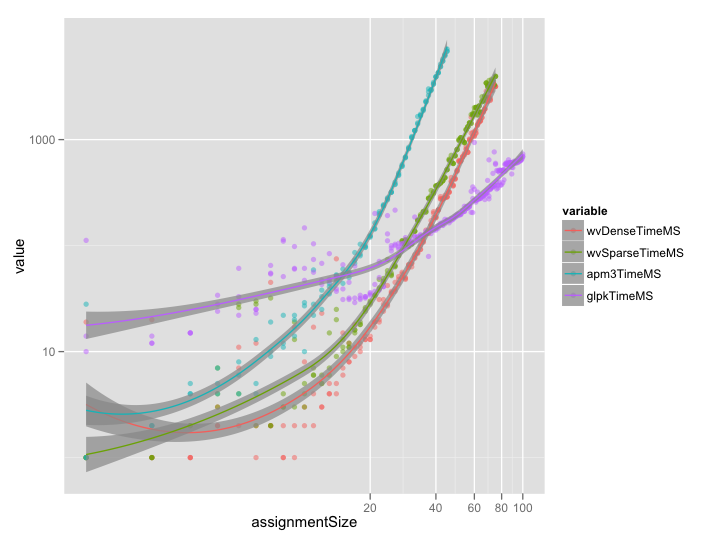 value
1000
10
20
40
60
80
100
assignmentSize
variable
wvDenseTimeMS
wvSparseTimeMS
apm3TimeMS
glpkTimeMS